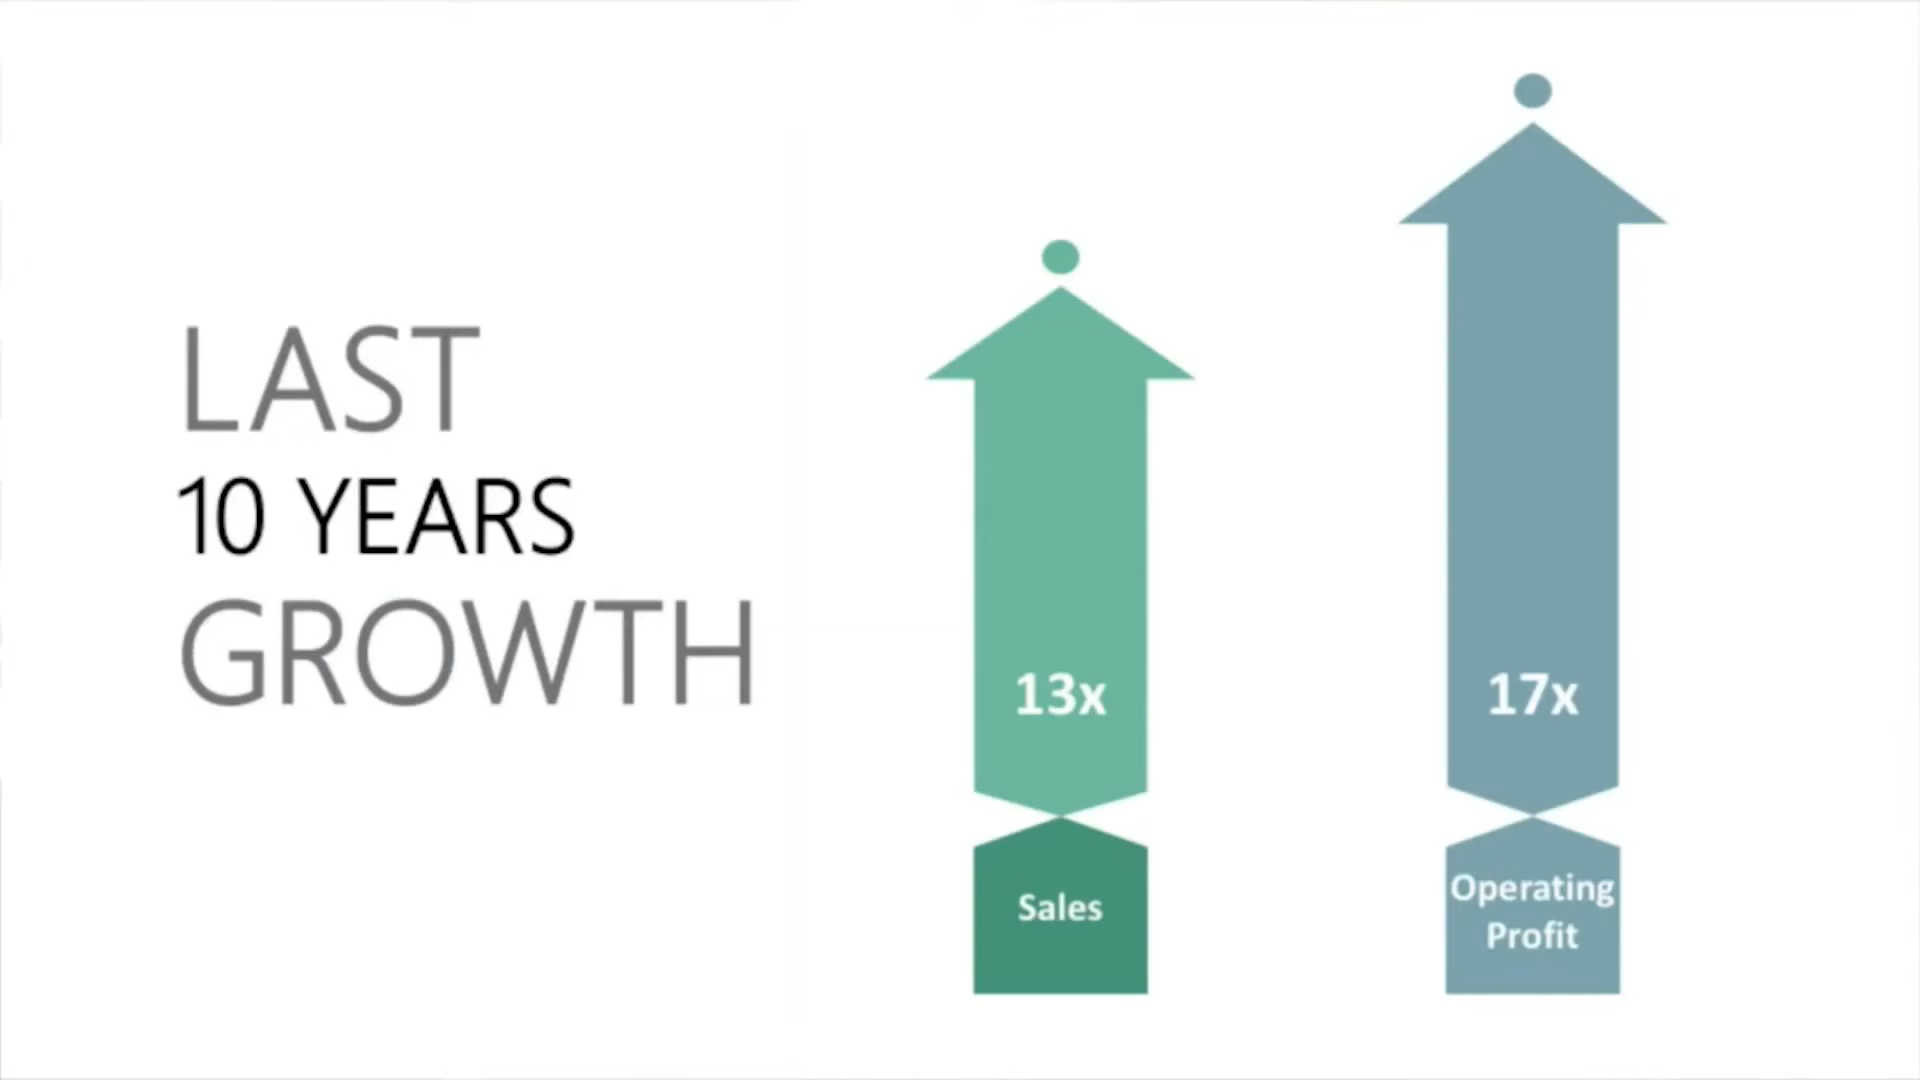 LAST
10 YEARS
GROWTH
13x
Sales
17x
Operating
Profit